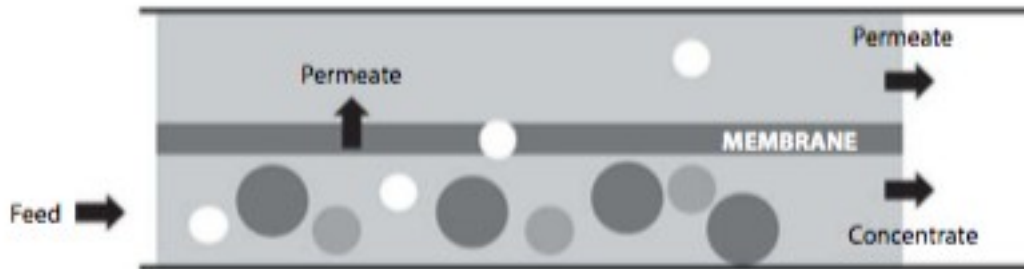 Permeate
Permeate
MEMBRANE
Feed
Concentrate